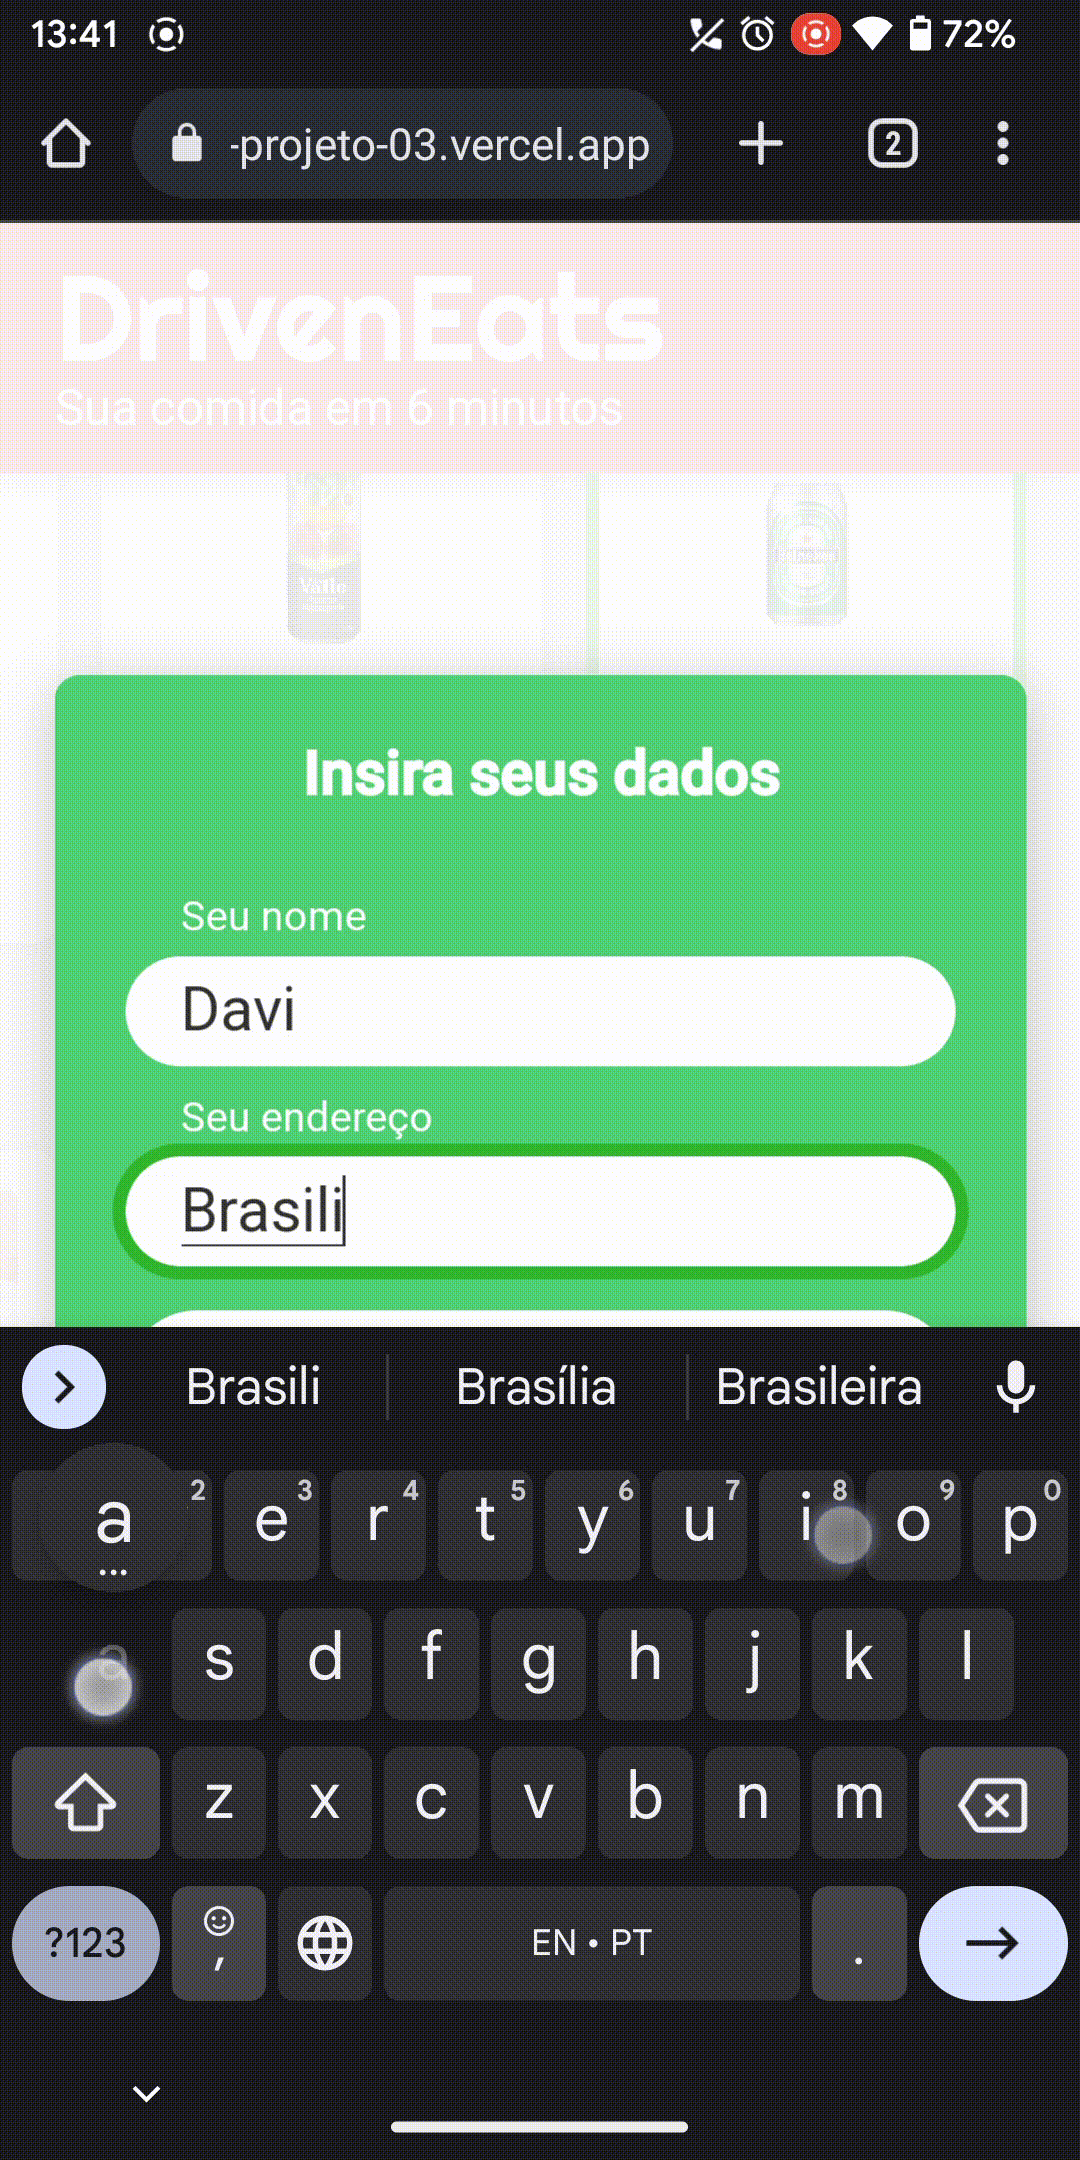 13:41 72%
-projeto-03.vercel.app 2
DrivenEats
Sua comida em 6 minutos
Insira seus dados
Seu nome
Davi
Seu endereço
Brasili
Brasili Brasília Brasileira
a 2 e 3 r 4 t 5 y 6 u 7 i 8 o 9 p 0
a s d f g h j k l
z x c v b n m
?123 , EN • PT .